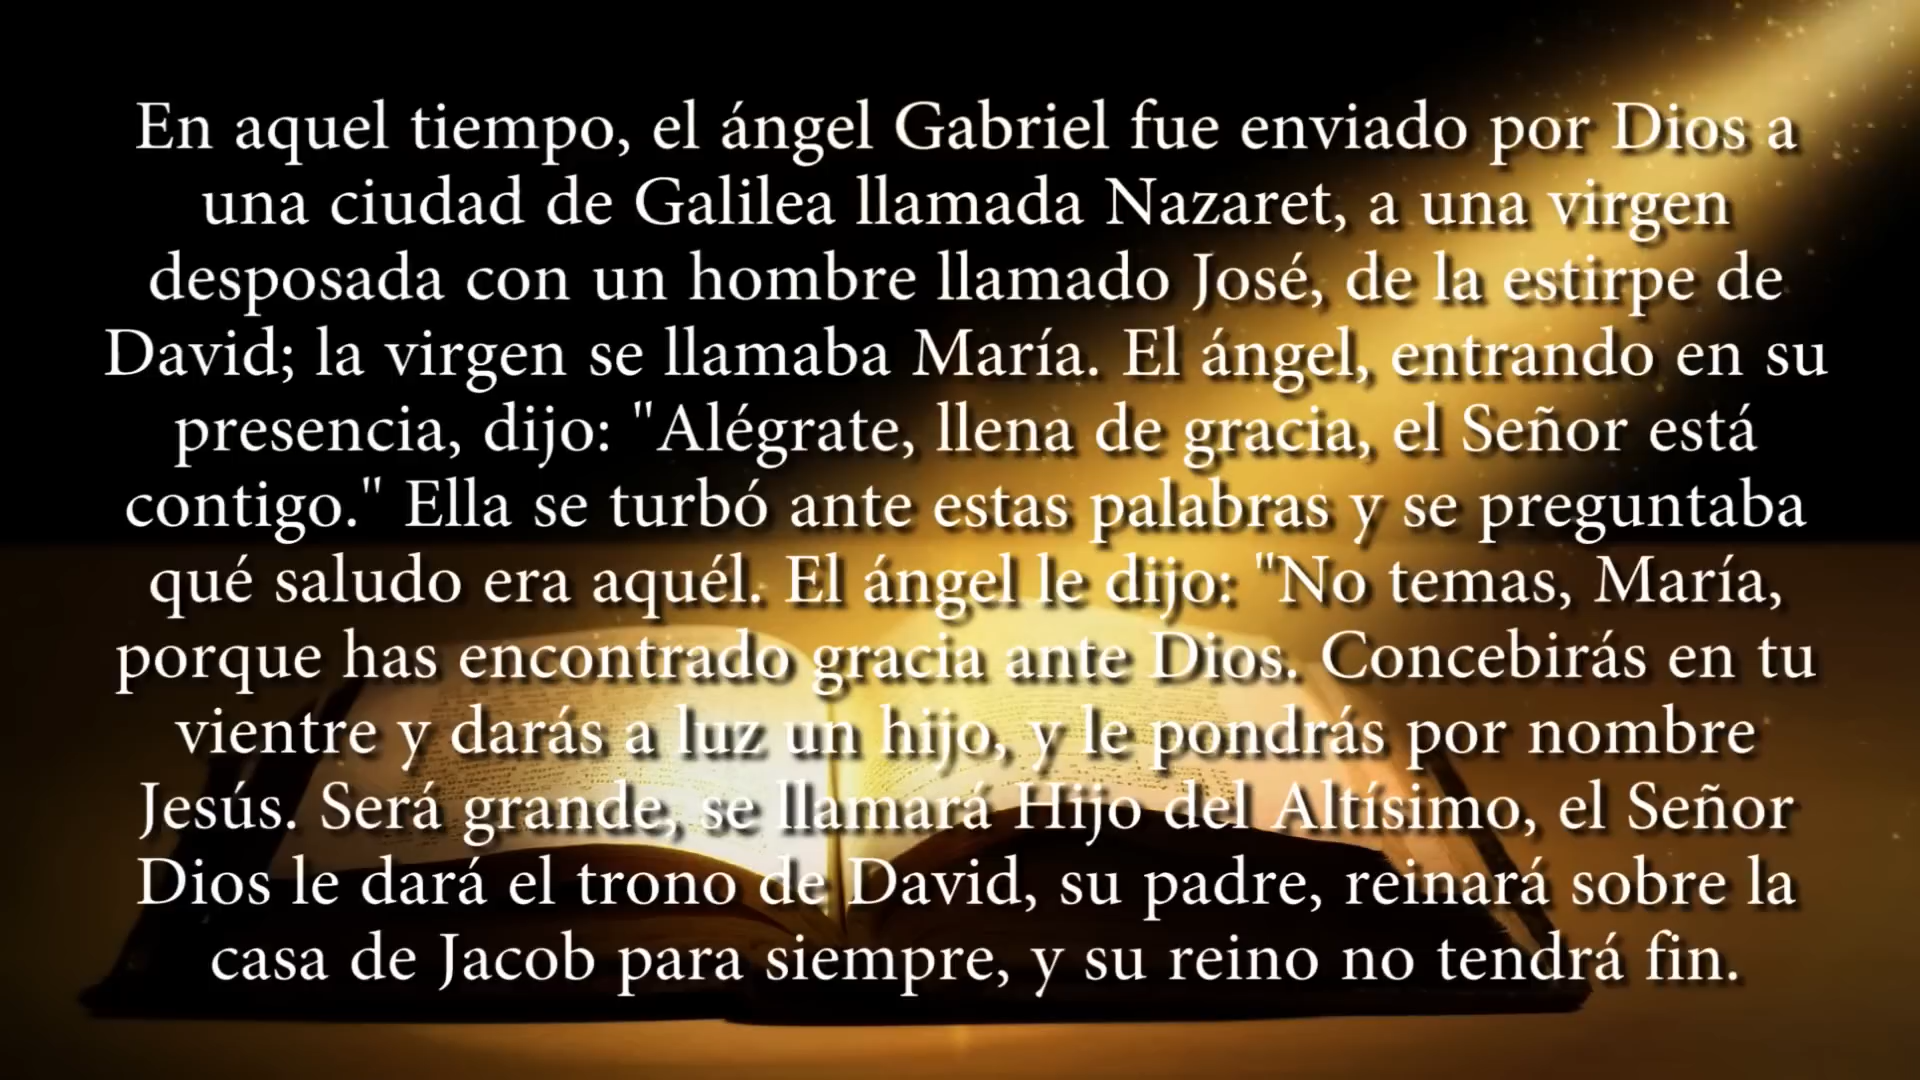 En aquel tiempo, el ángel Gabriel fue enviado por Dios a
una ciudad de Galilea llamada Nazaret, a una virgen
desposada con un hombre llamado José, de la estirpe de
David; la virgen se llamaba María. El ángel, entrando en su
presencia, dijo: "Alégrate, llena de gracia, el Señor está
contigo." Ella se turbó ante estas palabras y se preguntaba
qué saludo era aquél. El ángel le dijo: "No temas, María,
porque has encontrado gracia ante Dios. Concebirás en tu
vientre y darás a luz un hijo, y le pondrás por nombre
Jesús. Será grande, se llamará Hijo del Altísimo, el Señor
Dios le dará el trono de David, su padre, reinará sobre la
casa de Jacob para siempre, y su reino no tendrá fin.